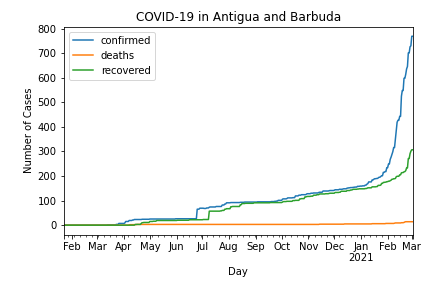 COVID-19 in Antigua and Barbuda
confirmed
deaths
recovered
Number of Cases
800
700
600
500
400
300
200
100
0
Feb Mar Apr May Jun Jul Aug Sep Oct Nov Dec Jan Feb Mar
2021
Day